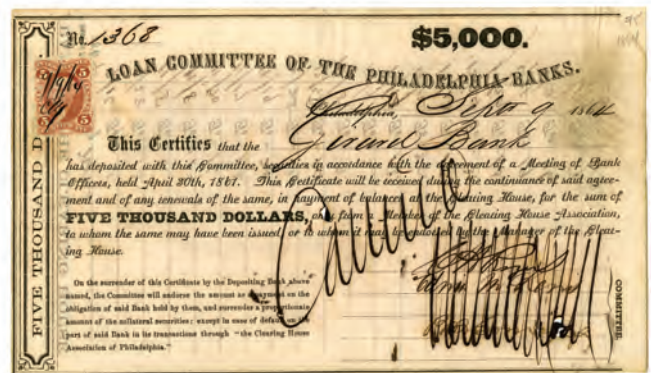 No. 1368
$5,000.
LOAN COMMITTEE OF THE PHILADELPHIA BANKS.
Philadelphia, Sept 9 1864
This Certifies that the Girard Bank
has deposited with this Committee, securities in accordance with the agreement of a Meeting of Bank
Officers, held April 30th, 1861. This Certificate will be received during the continuance of said agree-
ment and of any renewals of the same, in payment of balances at the Clearing House, for the sum of
FIVE THOUSAND DOLLARS, only from a Member of the Clearing House Association,
to whom the same may have been issued, or to whom it may be endorsed by the Manager of the Clear-
ing House.
On the surrender of this Certificate by the Depositing Bank above
named, the Committee will endorse the amount as a payment on the
obligation of said Bank held by them, and surrender a proportionate
amount of the collateral securities; except in case of default on the
part of said Bank in its transactions through "the Clearing House
Association of Philadelphia."
COMMITTEE
FIVE THOUSAND D
5 5
9/9/64